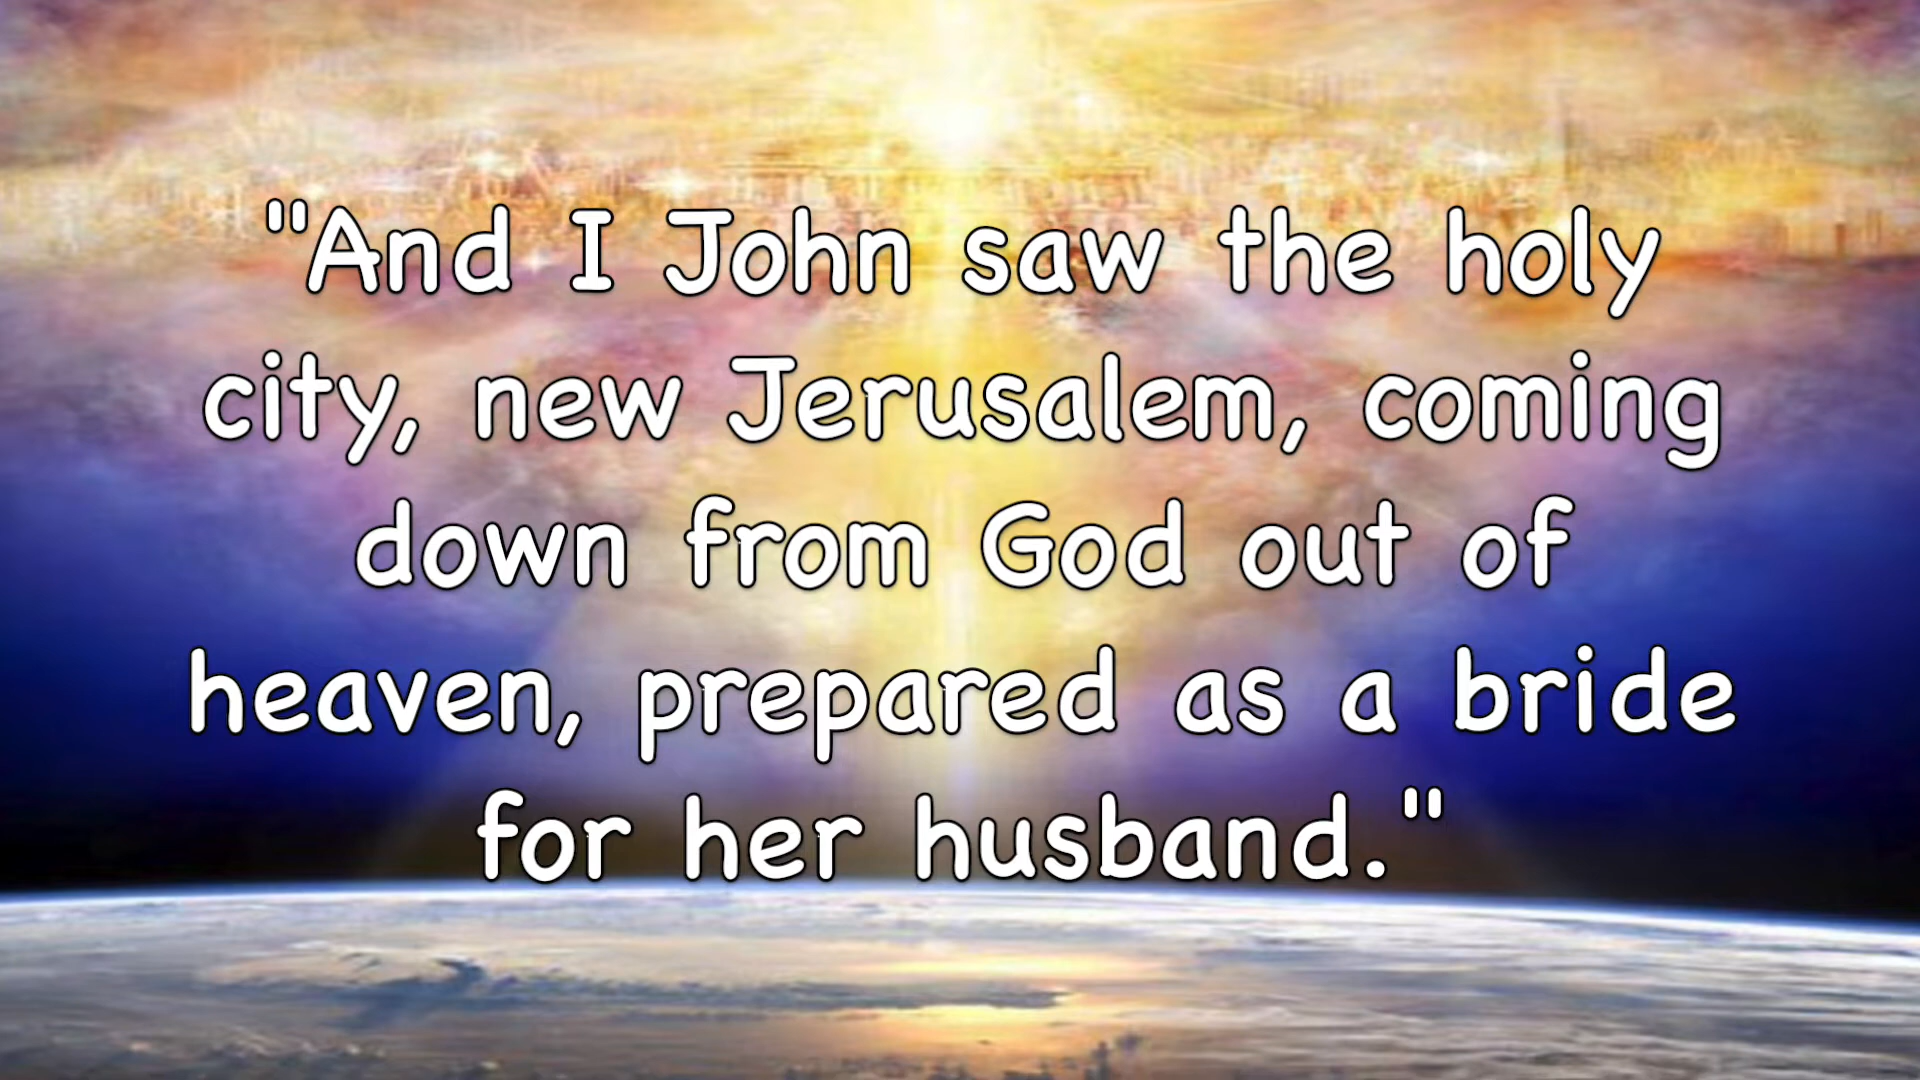 "And I John saw the holy
city, new Jerusalem, coming
down from God out of
heaven, prepared as a bride
for her husband."